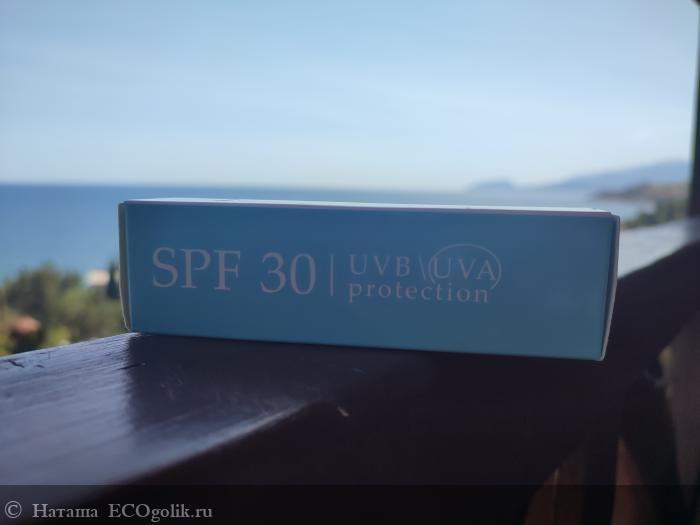 SPF 30 | UVB\UVA
protection
© Наташа ECOgolik.ru